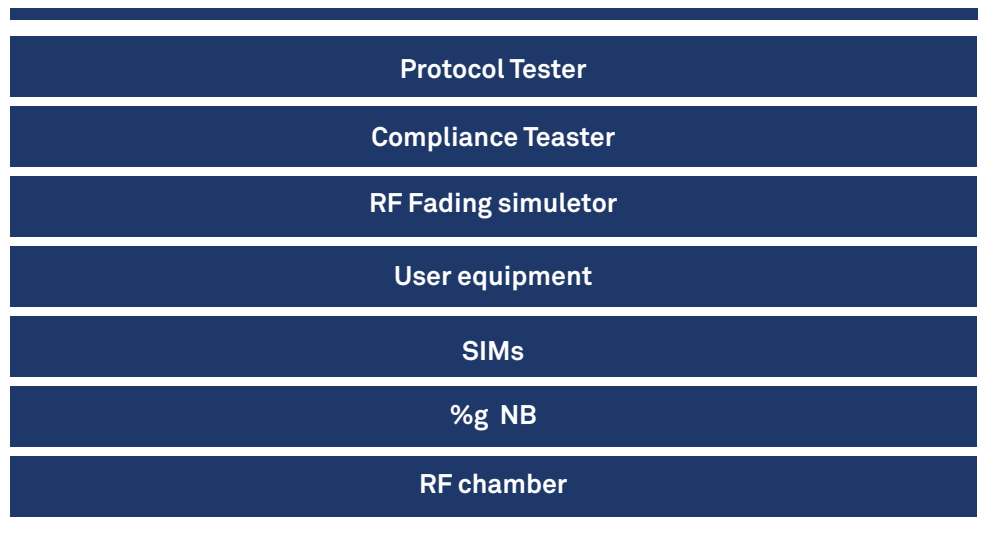 Protocol Tester
Compliance Teaster
RF Fading simuletor
User equipment
SIMs
%g NB
RF chamber